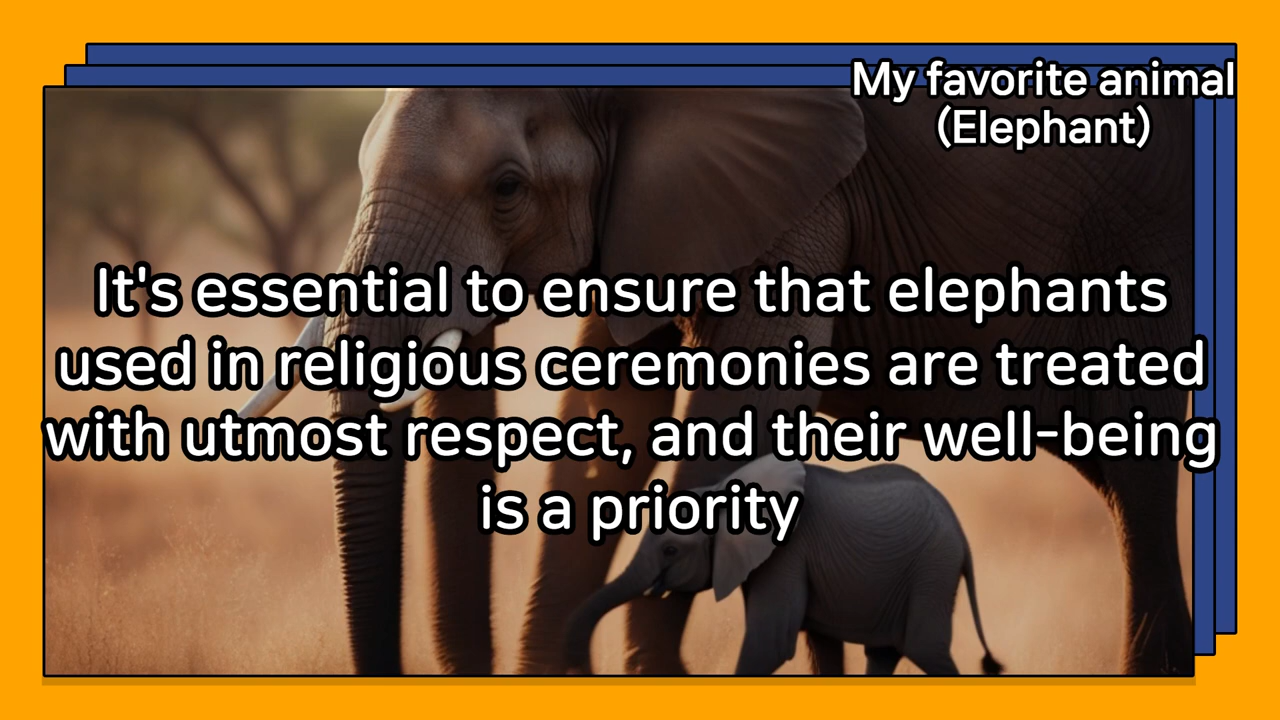 My favorite animal
(Elephant)
It's essential to ensure that elephants
used in religious ceremonies are treated
with utmost respect, and their well-being
is a priority